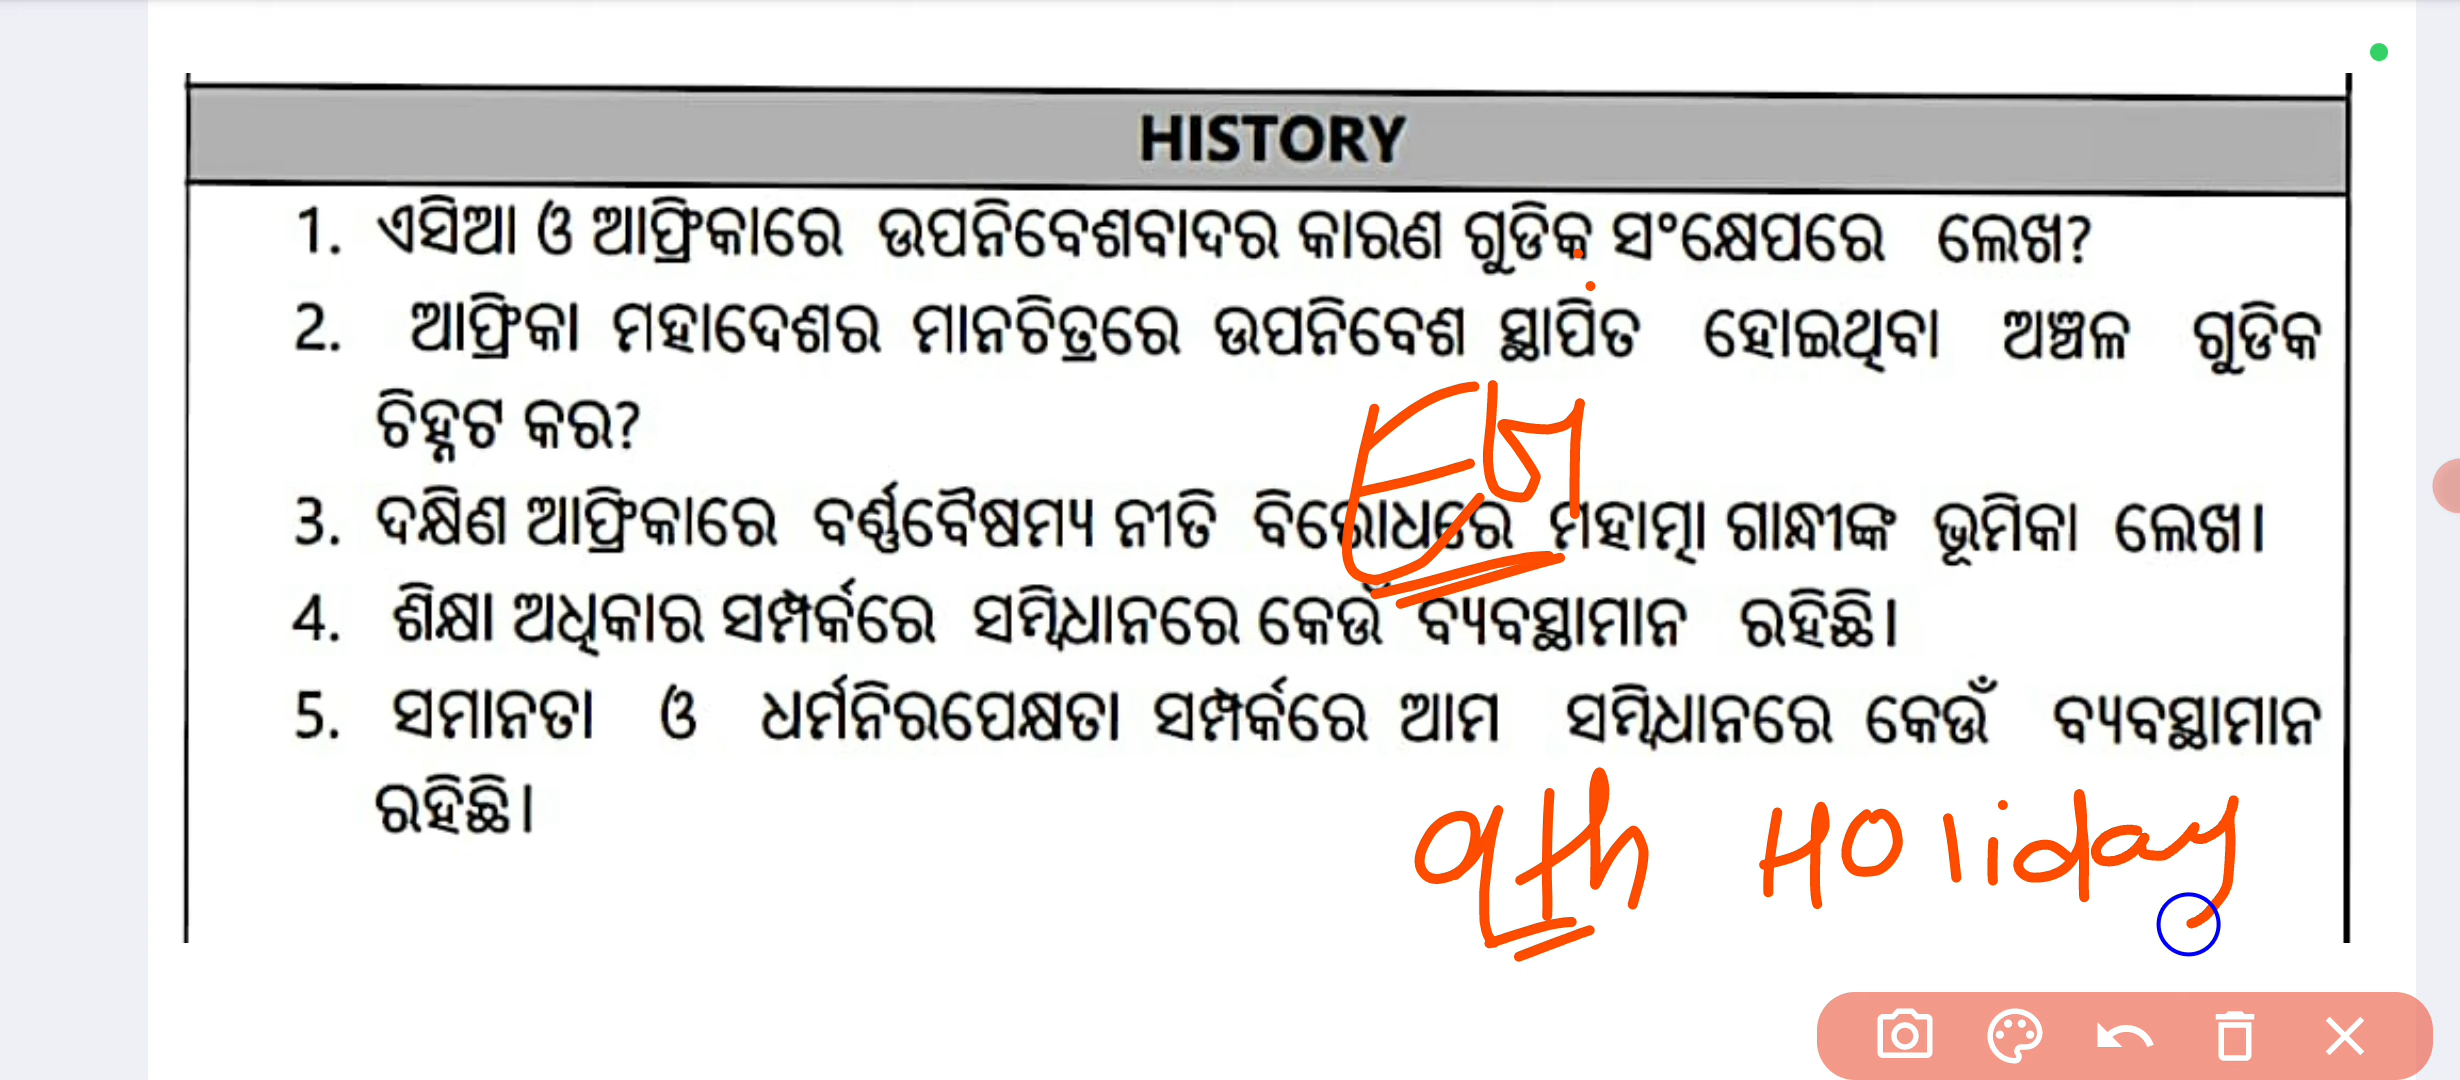 HISTORY
1. ଏସିଆ ଓ ଆଫ୍ରିକାରେ ଉପନିବେଶବାଦର କାରଣ ଗୁଡିକ ସଂକ୍ଷେପରେ ଲେଖ?
2. ଆଫ୍ରିକା ମହାଦେଶର ମାନଚିତ୍ରରେ ଉପନିବେଶ ସ୍ଥାପିତ ହୋଇଥିବା ଅଞ୍ଚଳ ଗୁଡିକ
ଚିହ୍ନଟ କର?
3. ଦକ୍ଷିଣ ଆଫ୍ରିକାରେ ବର୍ଣ୍ଣବୈଷମ୍ୟ ନୀତି ବିରୋଧରେ ମହାତ୍ମା ଗାନ୍ଧୀଙ୍କ ଭୂମିକା ଲେଖ।
4. ଶିକ୍ଷା ଅଧିକାର ସମ୍ପର୍କରେ ସମ୍ବିଧାନରେ କେଉଁ ବ୍ୟବସ୍ଥାମାନ ରହିଛି।
5. ସମାନତା ଓ ଧର୍ମନିରପେକ୍ଷତା ସମ୍ପର୍କରେ ଆମ ସମ୍ବିଧାନରେ କେଉଁ ବ୍ୟବସ୍ଥାମାନ
ରହିଛି।
9th Holiday